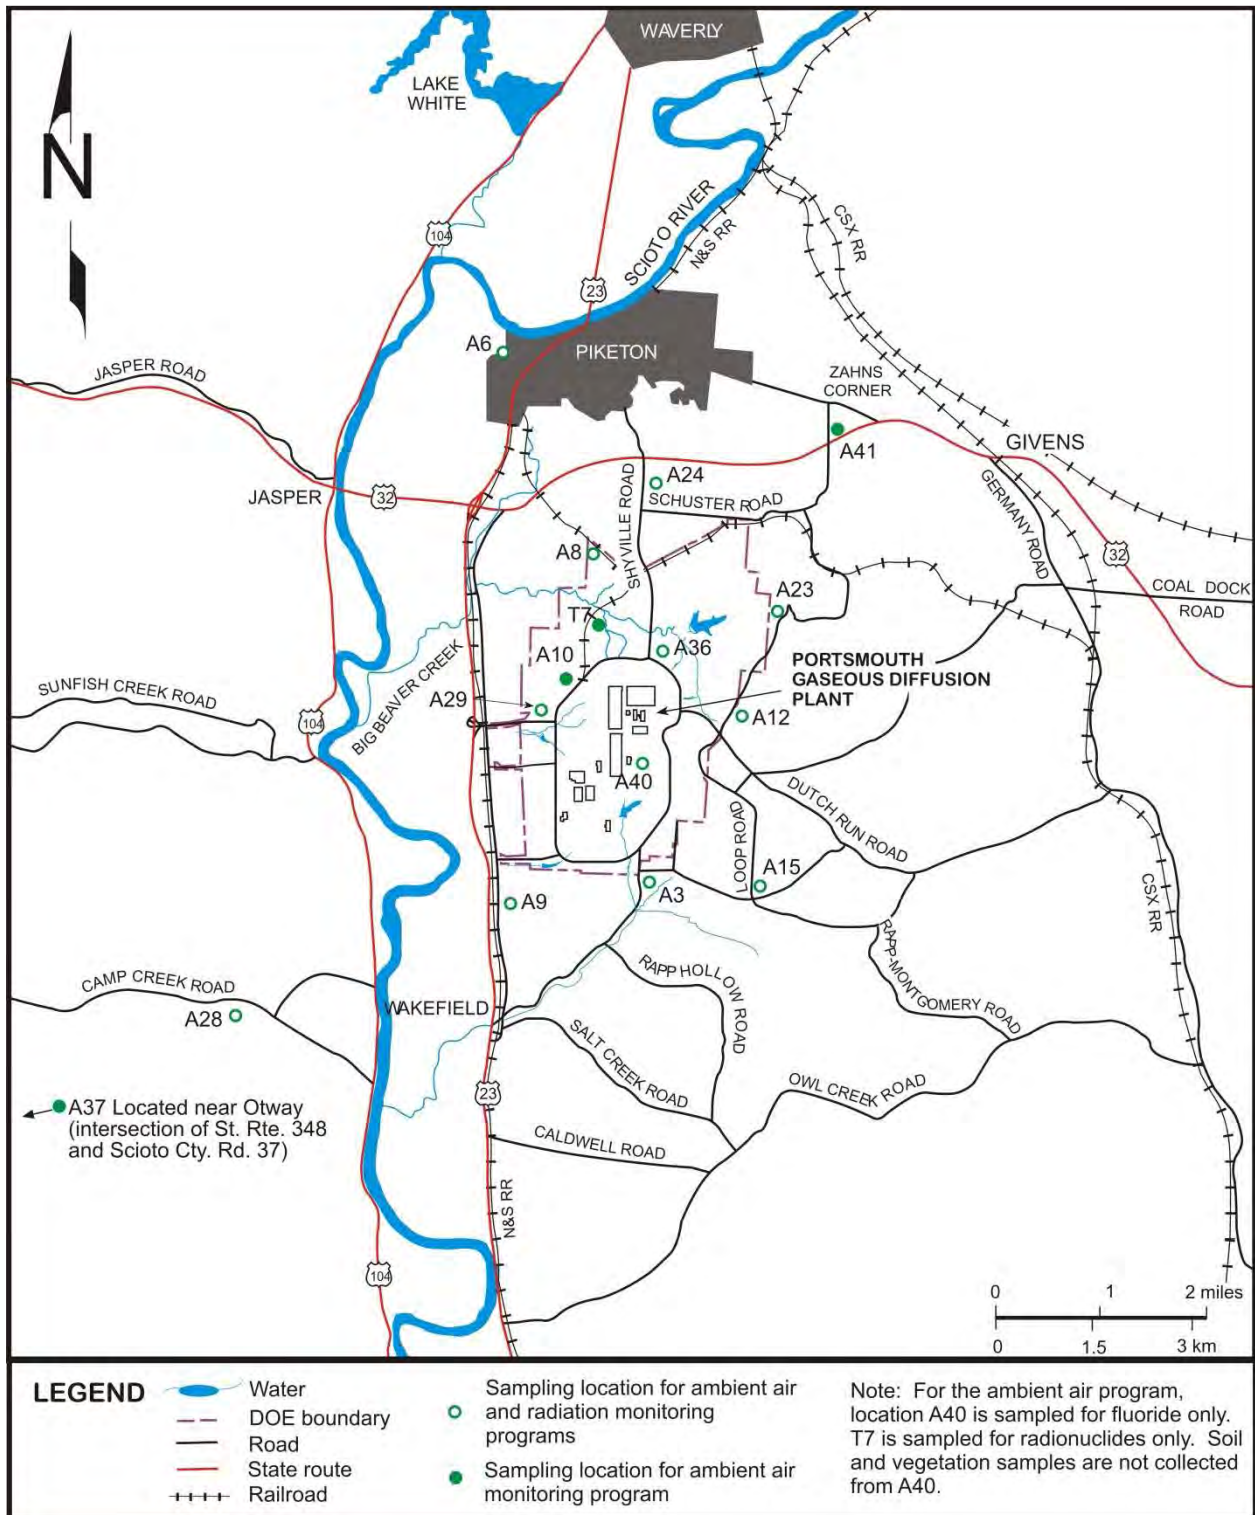 WAVERLY
LAKE
WHITE
N
SCIOTO RIVER
N&S RR
CSX RR
104
23
A6
PIKETON
JASPER ROAD
ZAHNS
CORNER
A41
GIVENS
A24
JASPER
32
SCHUSTER ROAD
SHYVILLE ROAD
GERMANY ROAD
A8
32
COAL DOCK
ROAD
A23
T7
A36
A10
PORTSMOUTH
GASEOUS DIFFUSION
PLANT
SUNFISH CREEK ROAD
BIG BEAVER CREEK
A29
104
A12
A40
LOOP ROAD
DUTCH RUN ROAD
A15
A3
A9
CSX RR
RAPP-MONTGOMERY ROAD
RAPP HOLLOW ROAD
CAMP CREEK ROAD
A28
WAKEFIELD
SALT CREEK ROAD
OWL CREEK ROAD
23
A37 Located near Otway
(intersection of St. Rte. 348
and Scioto Cty. Rd. 37)
CALDWELL ROAD
N&S RR
104
0 1 2 miles
0 1.5 3 km
LEGEND
Water
DOE boundary
Road
State route
Railroad
Sampling location for ambient air
and radiation monitoring
programs
Sampling location for ambient air
monitoring program
Note: For the ambient air program,
location A40 is sampled for fluoride only.
T7 is sampled for radionuclides only. Soil
and vegetation samples are not collected
from A40.